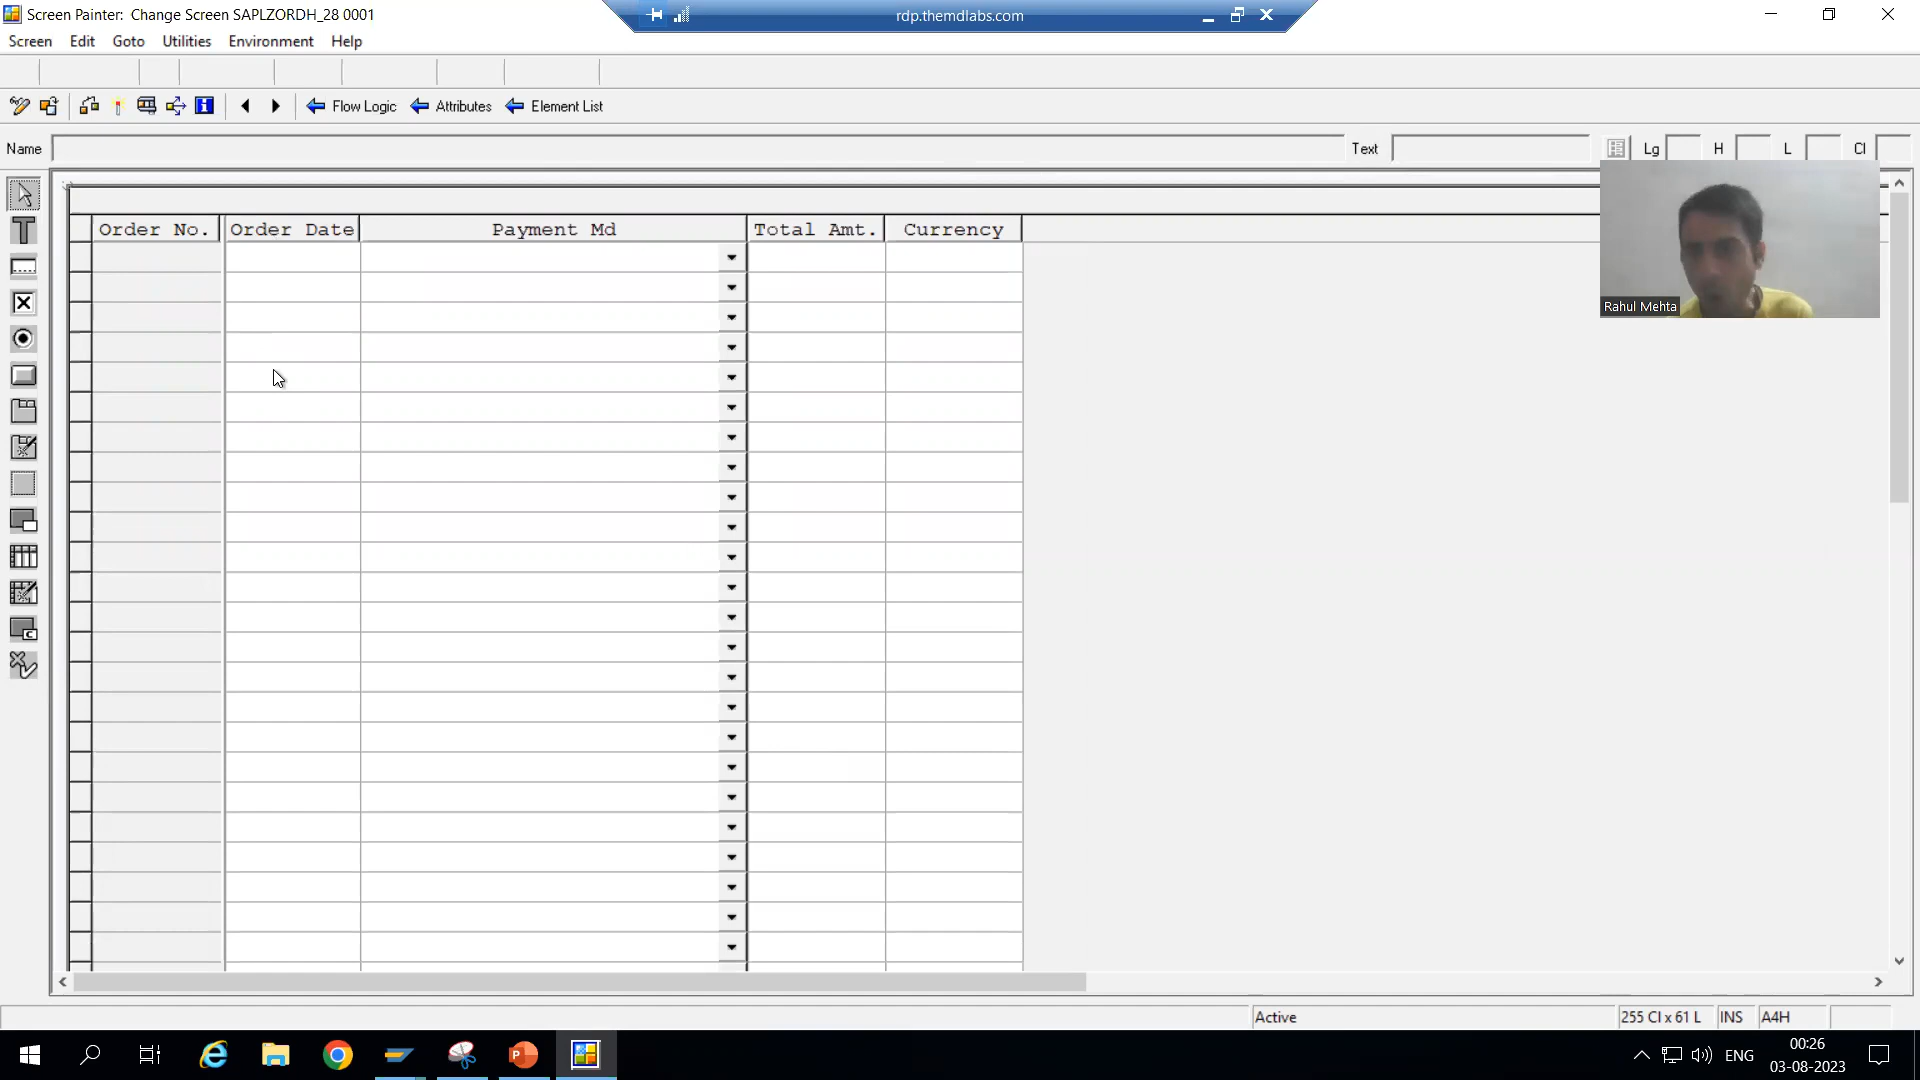 Screen Painter: Change Screen SAPLZORDH_28 0001
rdp.themdlabs.com
Screen Edit Goto Utilities Environment Help
Flow Logic Attributes Element List
Name Text Lg H L Cl
Order No. Order Date Payment Md Total Amt. Currency
Rahul Mehta
Active 255 Cl x 61 L INS A4H
ENG 00:26
03-08-2023